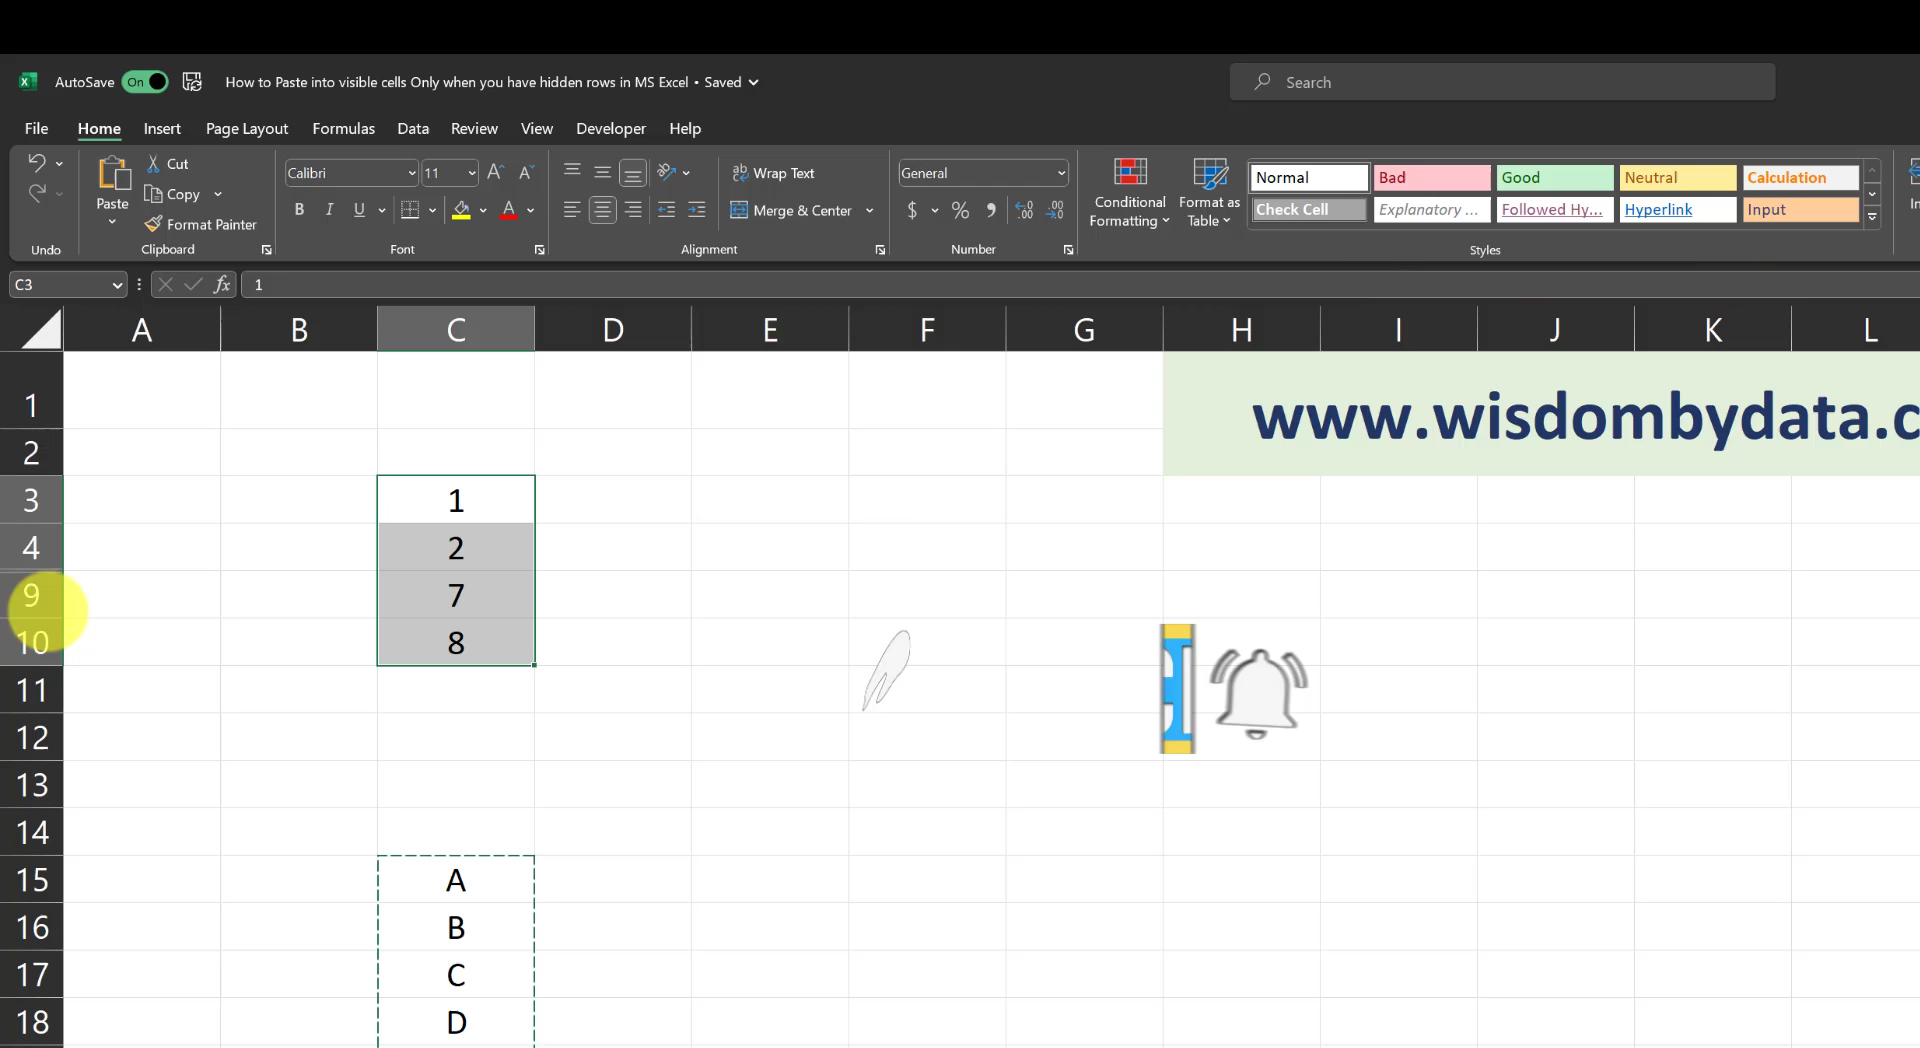 AutoSave On How to Paste into visible cells Only when you have hidden rows in MS Excel • Saved Search
File Home Insert Page Layout Formulas Data Review View Developer Help
Undo
Paste
Cut
Copy
Format Painter
Clipboard
Calibri 11
B I U
Font
Wrap Text
Merge & Center
Alignment
General
$ % 9
Number
Conditional Formatting
Format as Table
Normal Bad Good Neutral Calculation
Check Cell Explanatory ... Followed Hy... Hyperlink Input
Styles
C3 fx 1
A B C D E F G H I J K L
1 www.wisdombydata.c
2
3 1
4 2
9 7
10 8
11
12
13
14
15 A
16 B
17 C
18 D